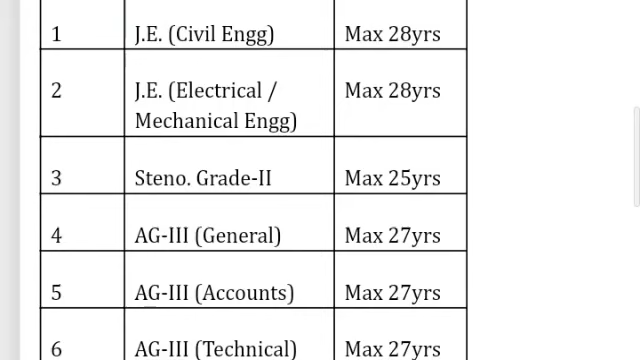 1 J.E. (Civil Engg) Max 28yrs
2 J.E. (Electrical / Max 28yrs
Mechanical Engg)
3 Steno. Grade-II Max 25yrs
4 AG-III (General) Max 27yrs
5 AG-III (Accounts) Max 27yrs
6 AG-III (Technical) Max 27yrs